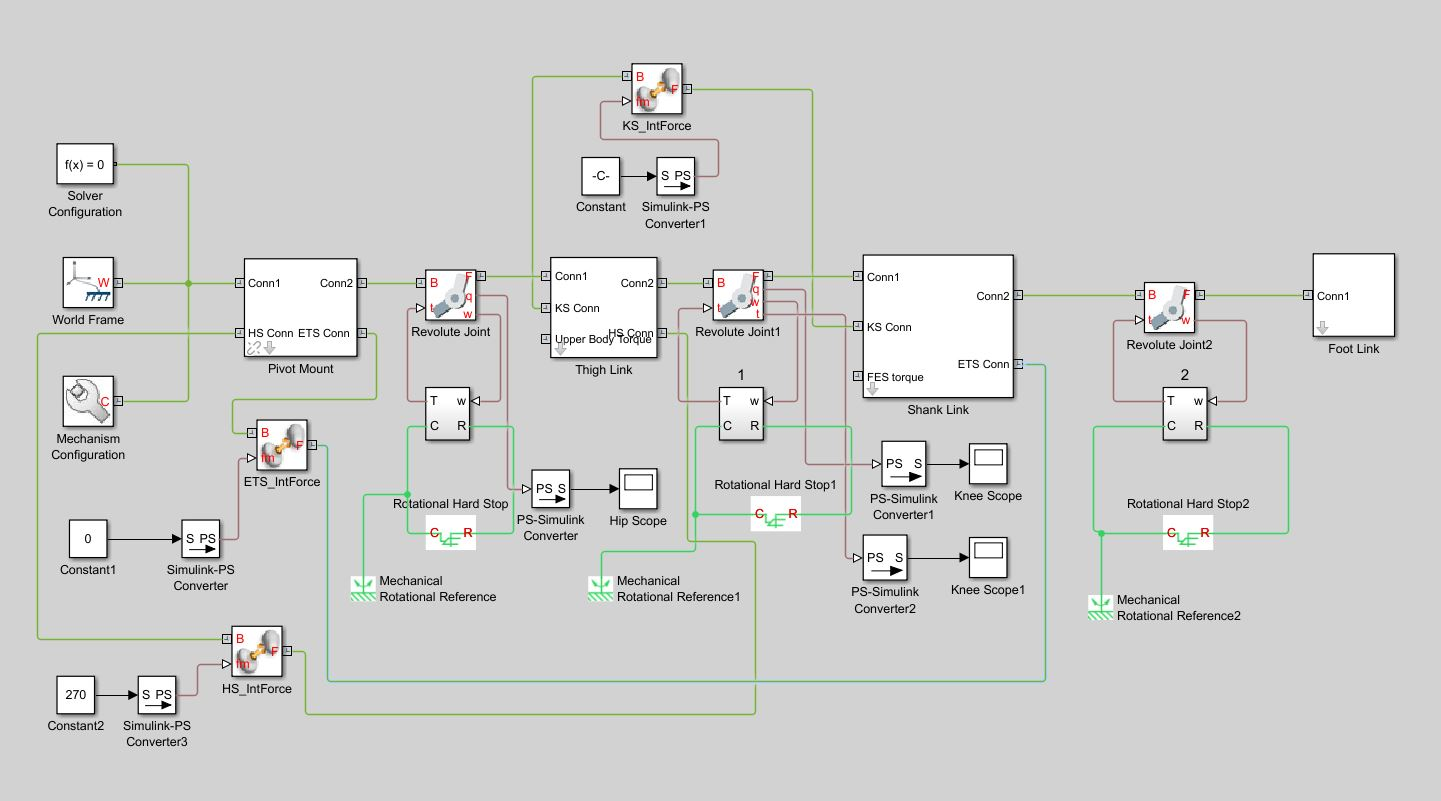 B
F
fm
KS_IntForce
f(x) = 0
Solver
Configuration
-C-
Constant
S PS
Simulink-PS
Converter1
W
World Frame
Conn1
Conn2
HS Conn
ETS Conn
Pivot Mount
B
F
q
t
w
Revolute Joint
Conn1
Conn2
KS Conn
HS Conn
Upper Body Torque
Thigh Link
B
F
q
w
t
t
Revolute Joint1
Conn1
Conn2
KS Conn
ETS Conn
FES torque
Shank Link
B
F
t
w
Revolute Joint2
Conn1
Foot Link
C
Mechanism
Configuration
B
F
fm
ETS_IntForce
T
w
C
R
1
T
w
C
R
2
T
w
C
R
Rotational Hard Stop
C
R
PS S
PS-Simulink
Converter
Hip Scope
Rotational Hard Stop1
C
R
PS S
PS-Simulink
Converter1
Knee Scope
Rotational Hard Stop2
C
R
0
Constant1
S PS
Simulink-PS
Converter
Mechanical
Rotational Reference
Mechanical
Rotational Reference1
PS S
PS-Simulink
Converter2
Knee Scope1
Mechanical
Rotational Reference2
B
F
fm
HS_IntForce
270
Constant2
S PS
Simulink-PS
Converter3